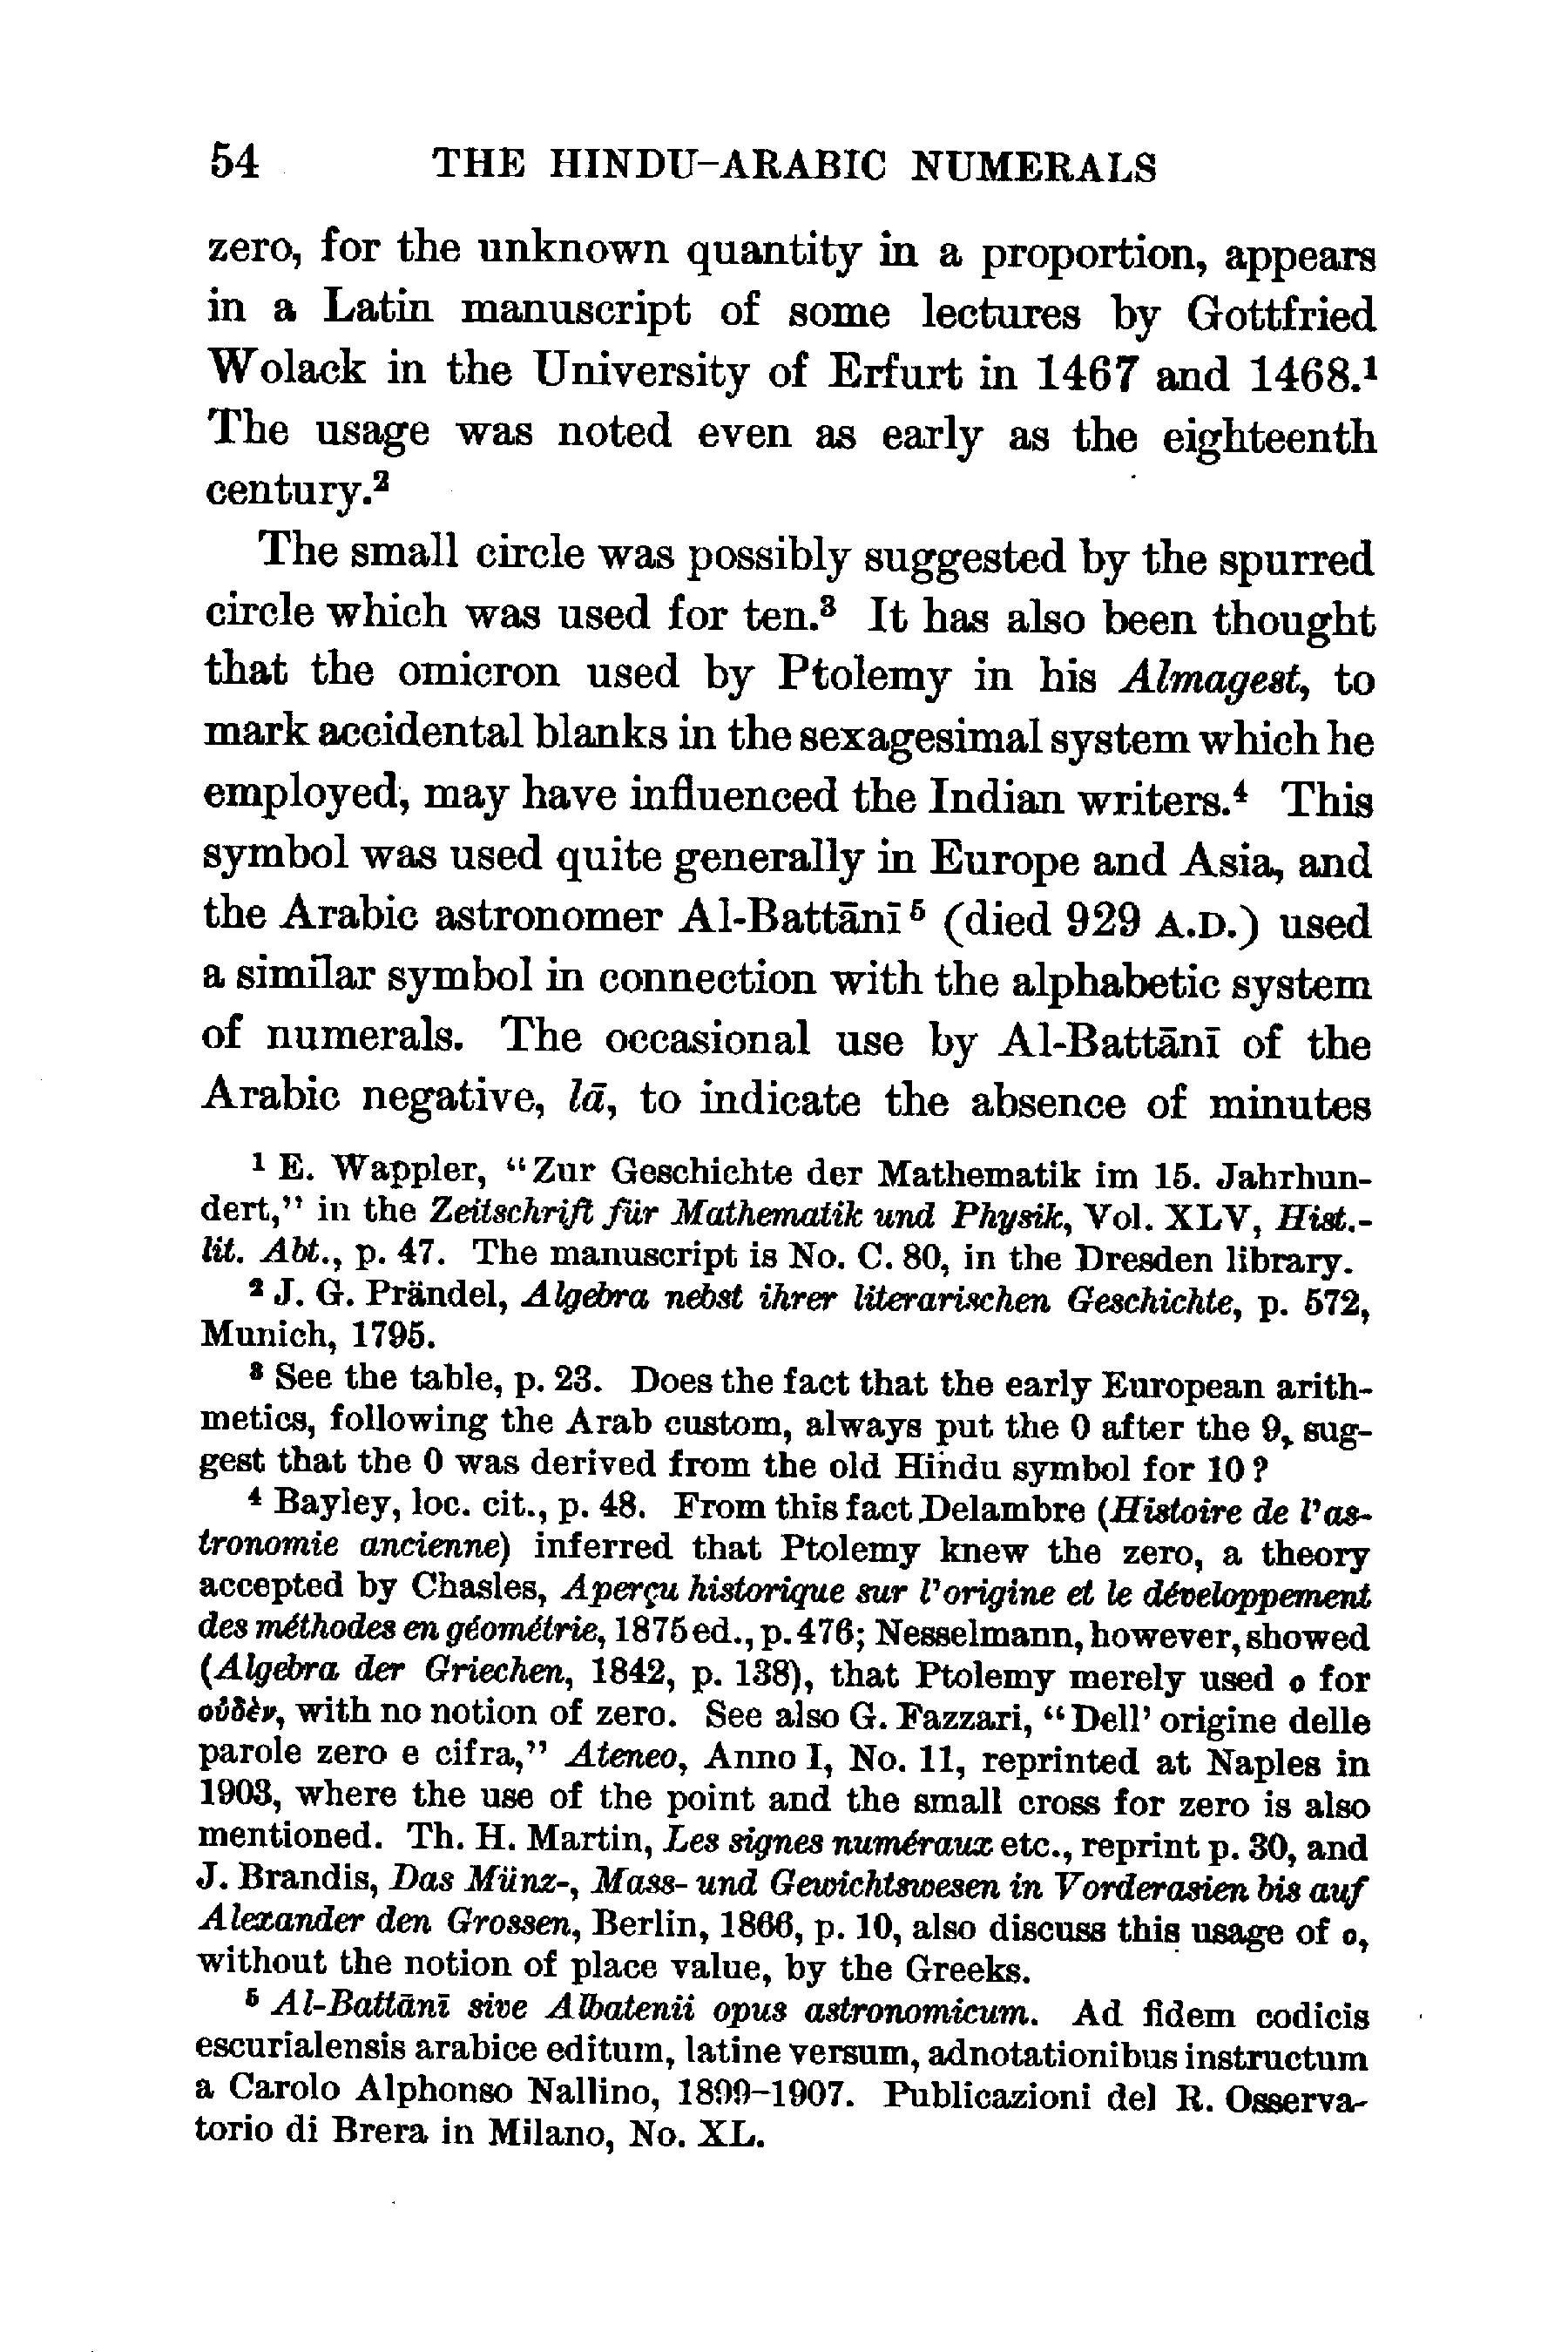 54 THE HINDU-ARABIC NUMERALS
zero, for the unknown quantity in a proportion, appears
in a Latin manuscript of some lectures by Gottfried
Wolack in the University of Erfurt in 1467 and 1468.¹
The usage was noted even as early as the eighteenth
century.²
The small circle was possibly suggested by the spurred
circle which was used for ten.³ It has also been thought
that the omicron used by Ptolemy in his Almagest, to
mark accidental blanks in the sexagesimal system which he
employed, may have influenced the Indian writers.⁴ This
symbol was used quite generally in Europe and Asia, and
the Arabic astronomer Al-Battānī⁵ (died 929 A.D.) used
a similar symbol in connection with the alphabetic system
of numerals. The occasional use by Al-Battānī of the
Arabic negative, lā, to indicate the absence of minutes
¹ E. Wappler, "Zur Geschichte der Mathematik im 15. Jahrhun-
dert," in the Zeitschrift für Mathematik und Physik, Vol. XLV, Hist.-
lit. Abt., p. 47. The manuscript is No. C. 80, in the Dresden library.
² J. G. Prändel, Algebra nebst ihrer literarischen Geschichte, p. 572,
Munich, 1795.
³ See the table, p. 23. Does the fact that the early European arith-
metics, following the Arab custom, always put the 0 after the 9, sug-
gest that the 0 was derived from the old Hindu symbol for 10?
⁴ Bayley, loc. cit., p. 48. From this fact Delambre (Histoire de l'as-
tronomie ancienne) inferred that Ptolemy knew the zero, a theory
accepted by Chasles, Aperçu historique sur l'origine et le développement
des méthodes en géométrie, 1875 ed., p. 476; Nesselmann, however, showed
(Algebra der Griechen, 1842, p. 138), that Ptolemy merely used ο for
οὐδὲν, with no notion of zero. See also G. Fazzari, "Dell' origine delle
parole zero e cifra," Ateneo, Anno I, No. 11, reprinted at Naples in
1903, where the use of the point and the small cross for zero is also
mentioned. Th. H. Martin, Les signes numéraux etc., reprint p. 30, and
J. Brandis, Das Münz-, Mass- und Gewichtswesen in Vorderasien bis auf
Alexander den Grossen, Berlin, 1866, p. 10, also discuss this usage of ο,
without the notion of place value, by the Greeks.
⁵ Al-Battānī sive Albatenii opus astronomicum. Ad fidem codicis
escurialensis arabice editum, latine versum, adnotationibus instructum
a Carolo Alphonso Nallino, 1899-1907. Publicazioni del R. Osserva-
torio di Brera in Milano, No. XL.